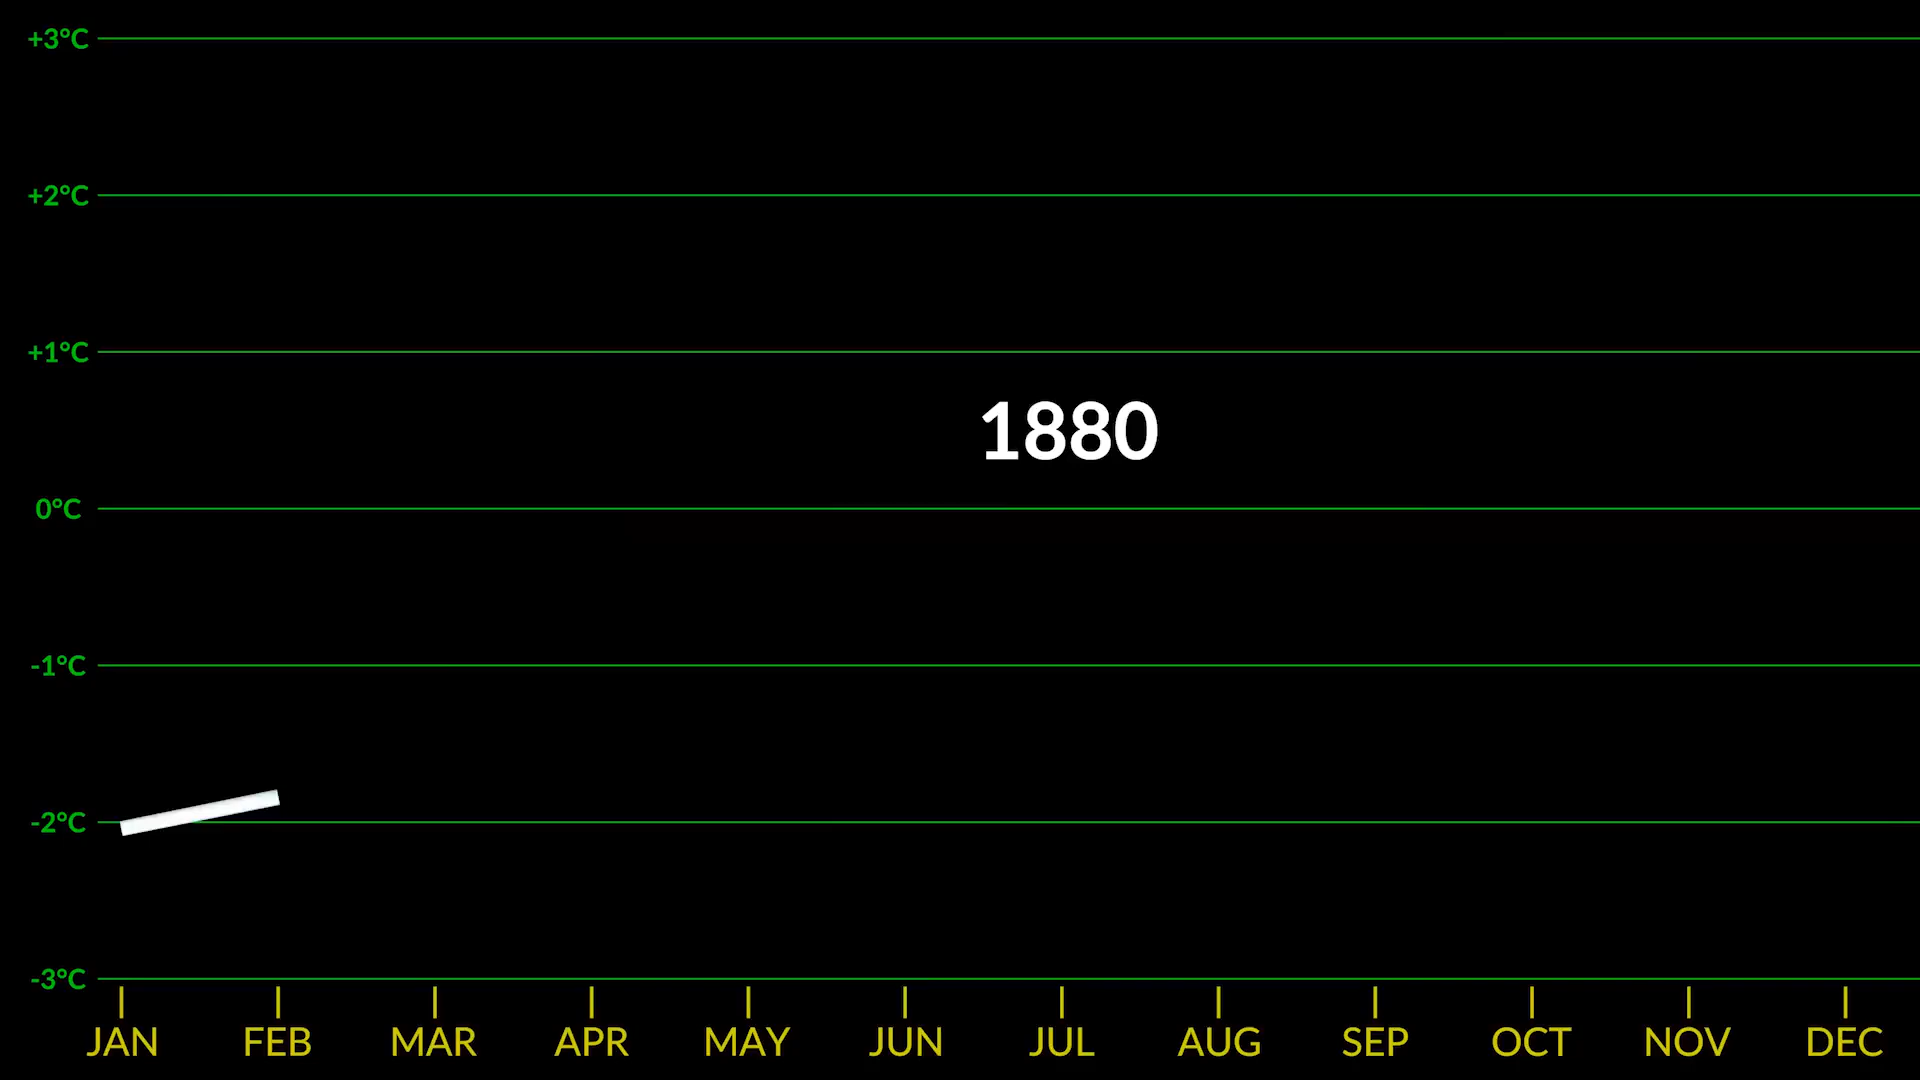 +3°C
+2°C
+1°C
1880
0°C
-1°C
-2°C
-3°C
JAN FEB MAR APR MAY JUN JUL AUG SEP OCT NOV DEC